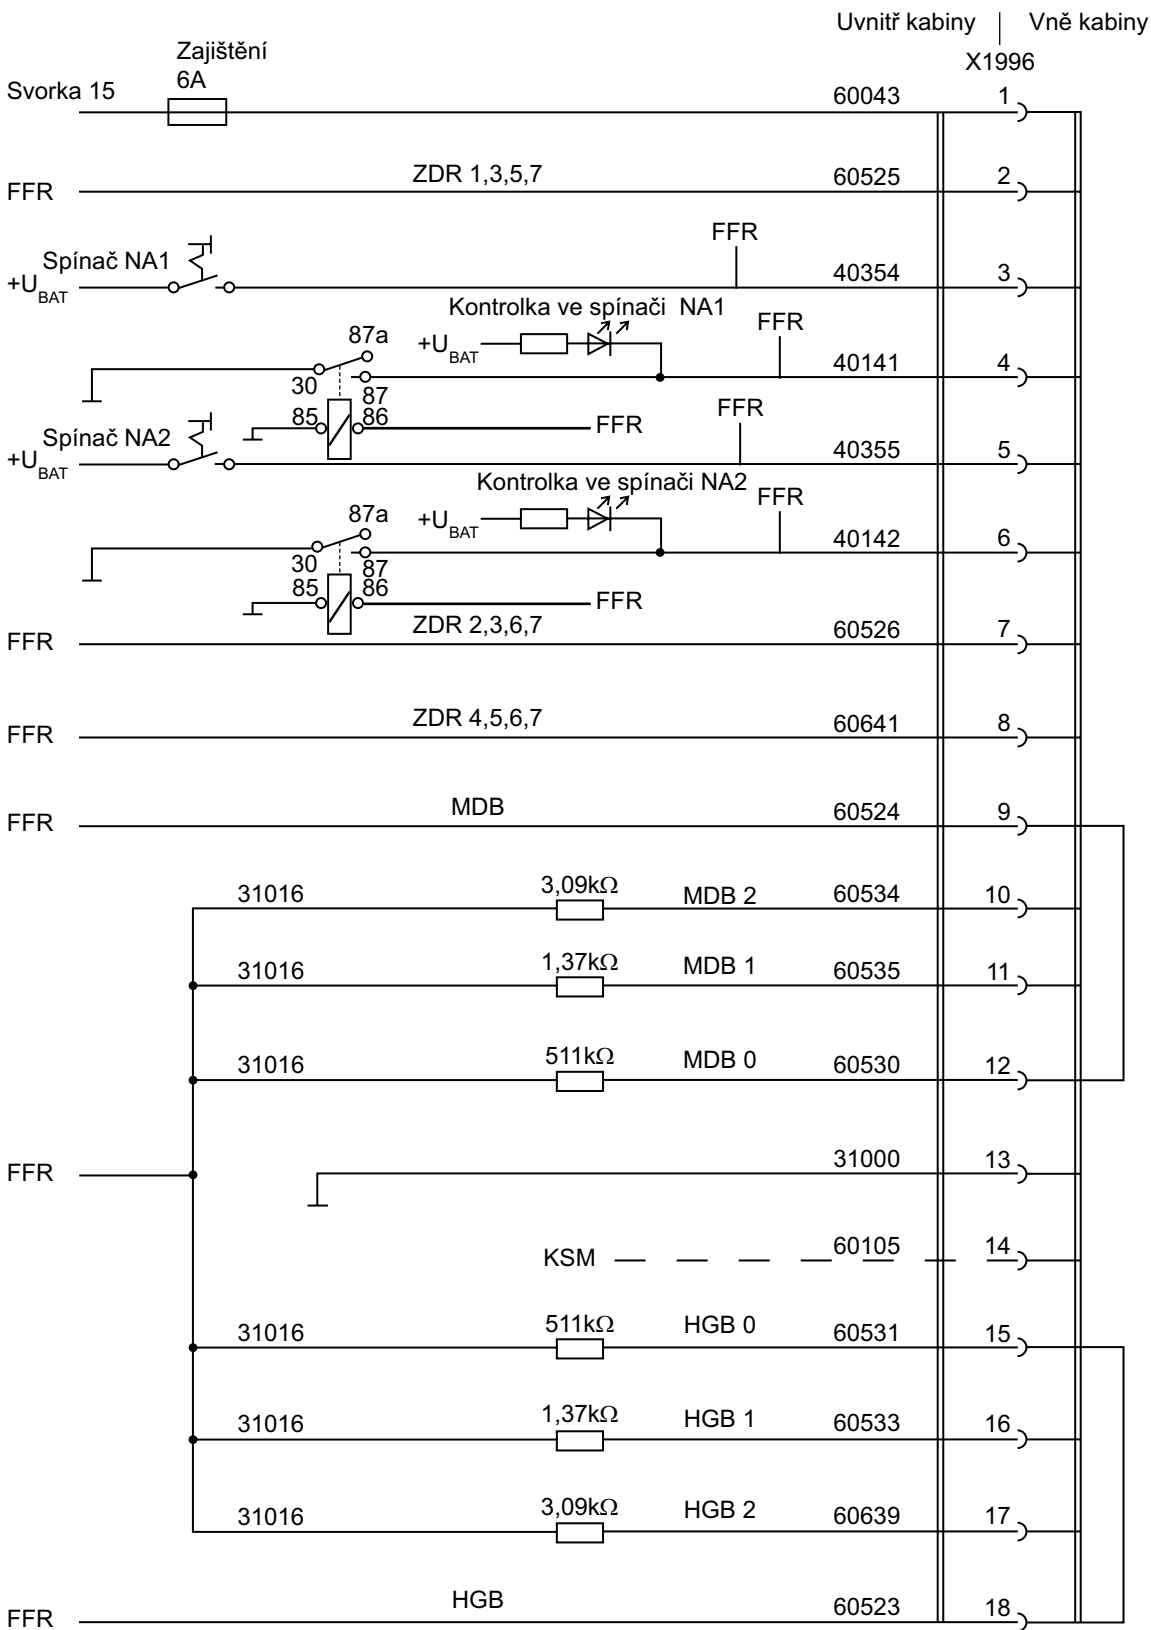 Uvnitř kabiny
Vně kabiny
X1996
Zajištění
6A
Svorka 15
60043
1
FFR
ZDR 1,3,5,7
60525
2
FFR
Spínač NA1
+UBAT
40354
3
Kontrolka ve spínači NA1
87a
+UBAT
FFR
40141
4
30
87
85
86
FFR
FFR
Spínač NA2
+UBAT
40355
5
Kontrolka ve spínači NA2
87a
+UBAT
FFR
40142
6
30
87
85
86
FFR
FFR
ZDR 2,3,6,7
60526
7
FFR
ZDR 4,5,6,7
60641
8
FFR
MDB
60524
9
31016
3,09kΩ
MDB 2
60534
10
31016
1,37kΩ
MDB 1
60535
11
31016
511kΩ
MDB 0
60530
12
FFR
31000
13
KSM
60105
14
31016
511kΩ
HGB 0
60531
15
31016
1,37kΩ
HGB 1
60533
16
31016
3,09kΩ
HGB 2
60639
17
FFR
HGB
60523
18